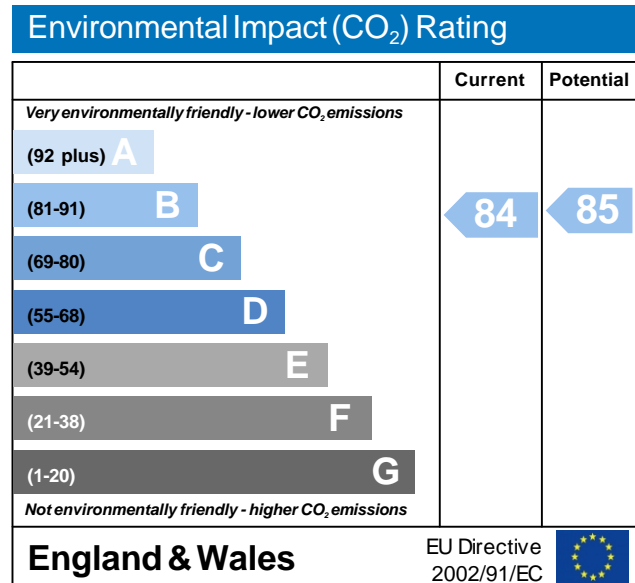 Environmental Impact (CO₂) Rating
Current Potential
Very environmentally friendly - lower CO₂ emissions
(92 plus) A
(81-91) B 84 85
(69-80) C
(55-68) D
(39-54) E
(21-38) F
(1-20) G
Not environmentally friendly - higher CO₂ emissions
England & Wales
EU Directive
2002/91/EC